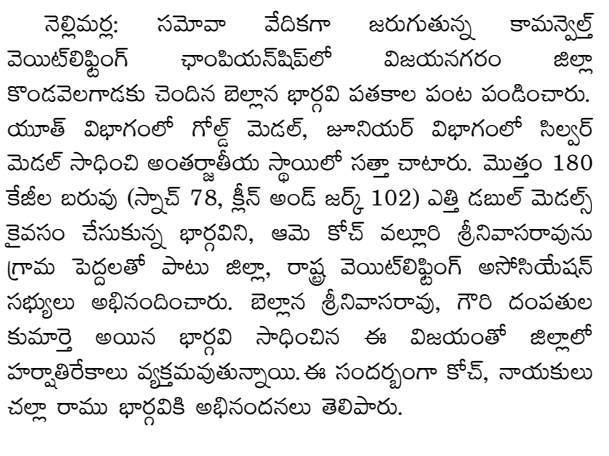 నెల్లిమర్ల: సమోవా వేదికగా జరుగుతున్న కామన్వెల్త్
వెయిట్‌లిఫ్టింగ్ ఛాంపియన్‌షిప్‌లో విజయనగరం జిల్లా
కొండవెలగాడకు చెందిన బెల్లాన భార్గవి పతకాల పంట పండించారు.
యూత్ విభాగంలో గోల్డ్ మెడల్, జూనియర్ విభాగంలో సిల్వర్
మెడల్ సాధించి అంతర్జాతీయ స్థాయిలో సత్తా చాటారు. మొత్తం 180
కేజీల బరువు (స్నాచ్ 78, క్లీన్ అండ్ జర్క్ 102) ఎత్తి డబుల్ మెడల్స్
కైవసం చేసుకున్న భార్గవిని, ఆమె కోచ్ వల్లూరి శ్రీనివాసరావును
గ్రామ పెద్దలతో పాటు జిల్లా, రాష్ట్ర వెయిట్‌లిఫ్టింగ్ అసోసియేషన్
సభ్యులు అభినందించారు. బెల్లాన శ్రీనివాసరావు, గౌరి దంపతుల
కుమార్తె అయిన భార్గవి సాధించిన ఈ విజయంతో జిల్లాలో
హర్షాతిరేకాలు వ్యక్తమవుతున్నాయి.ఈ సందర్భంగా కోచ్, నాయకులు
చల్లా రాము భార్గవికి అభినందనలు తెలిపారు.